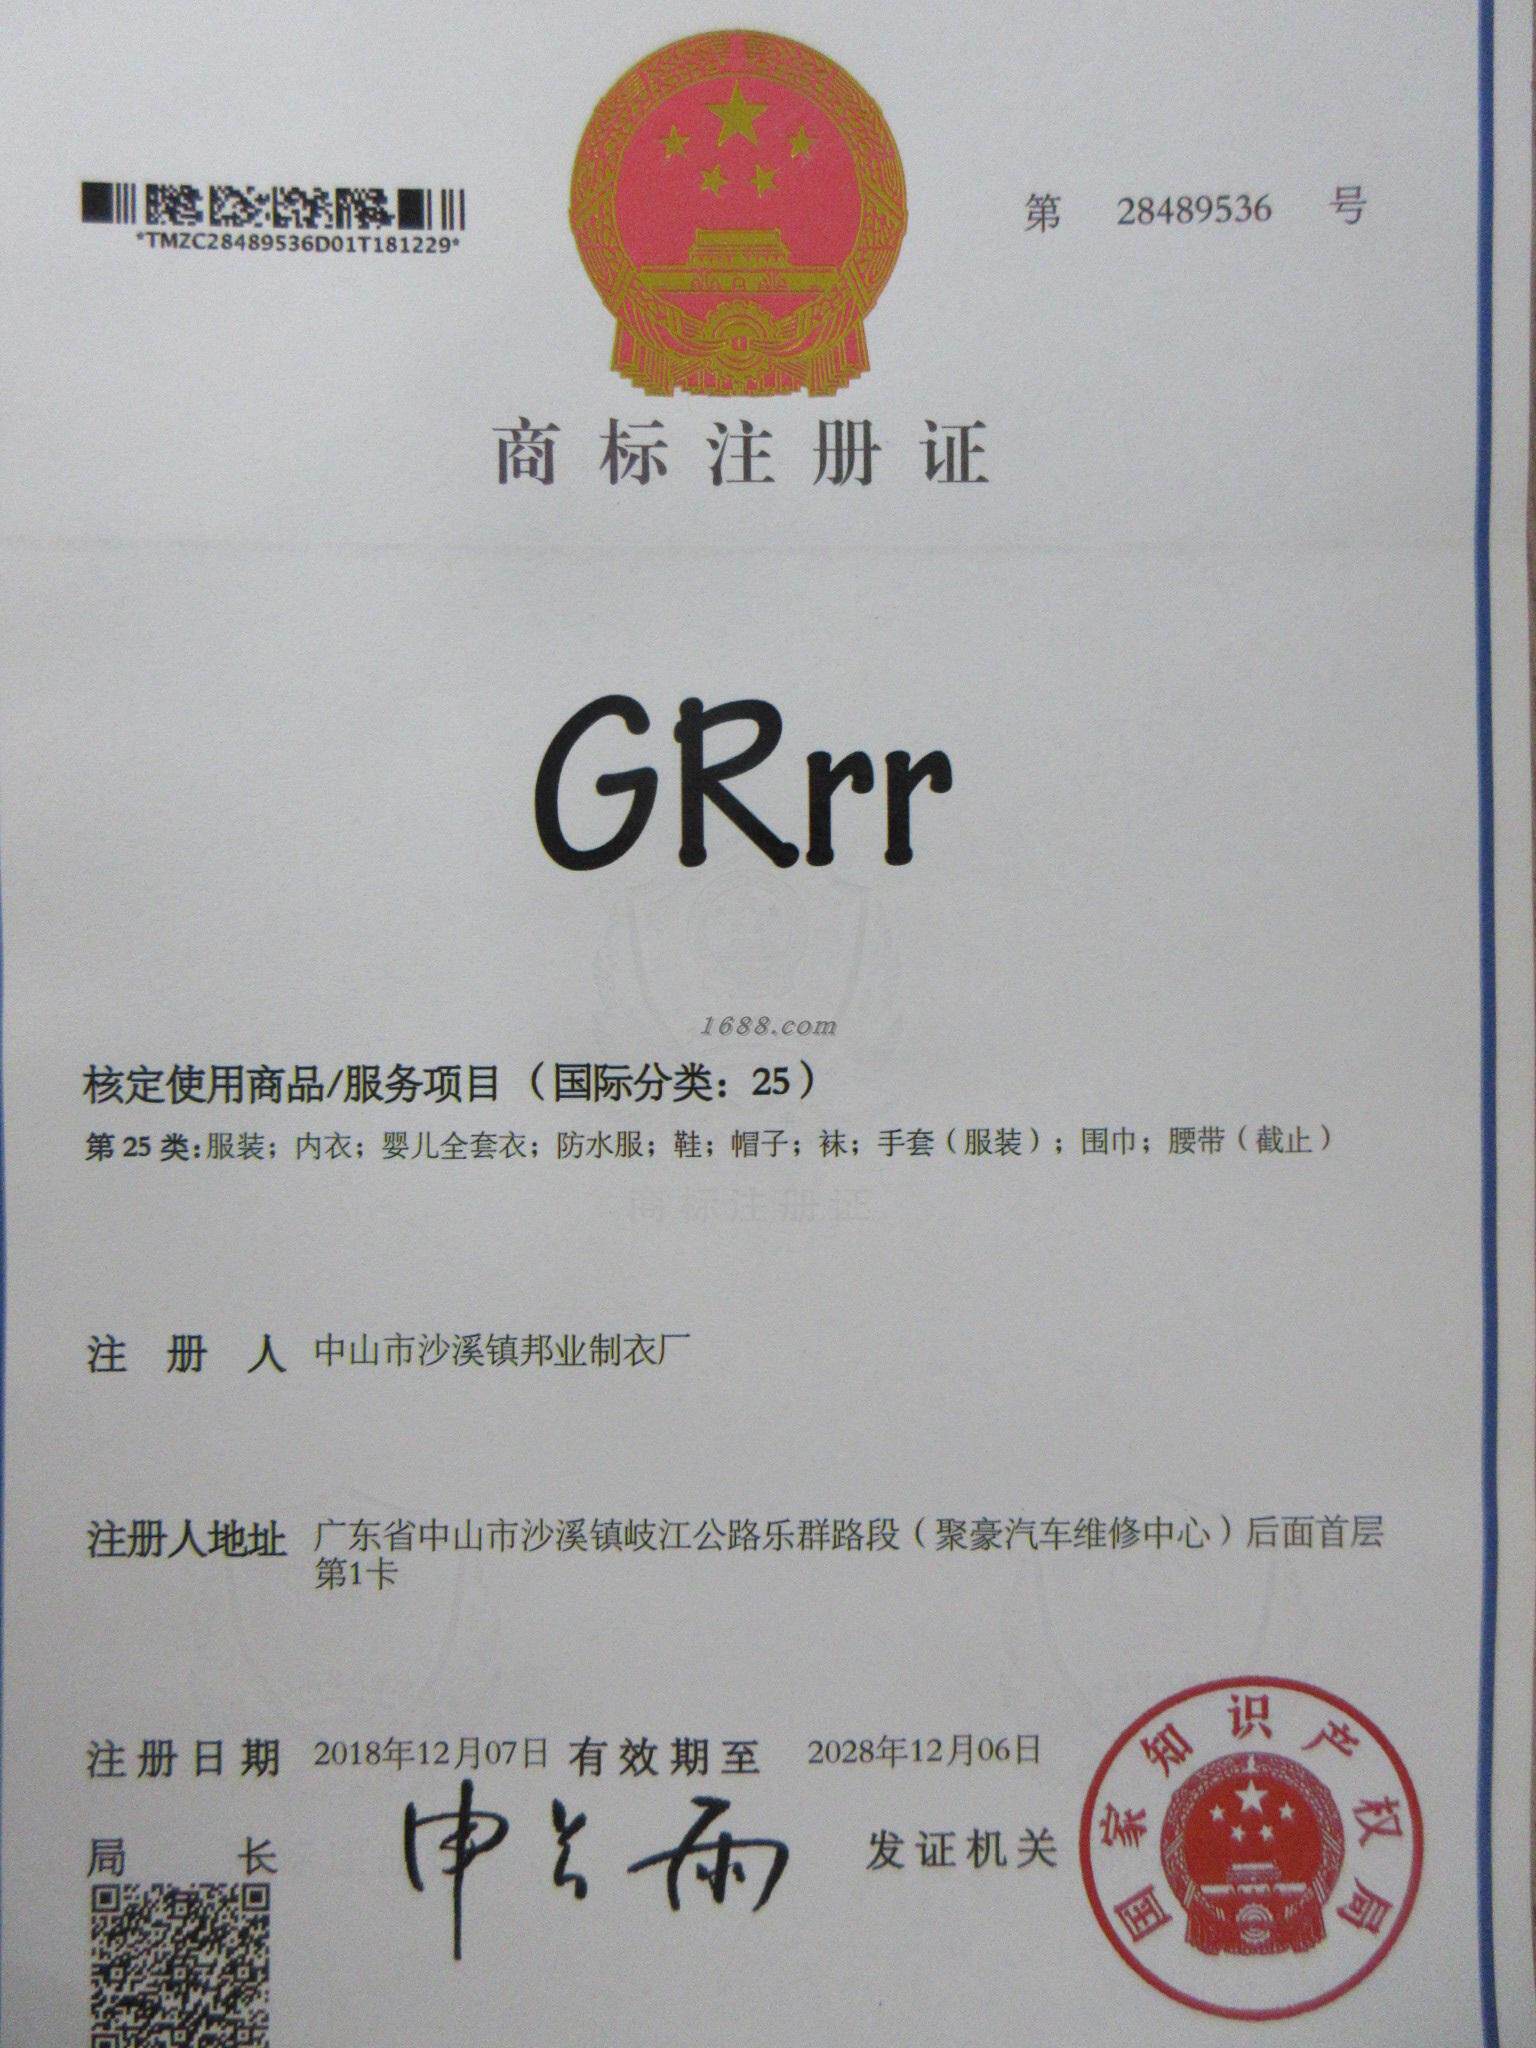 *TMZC28489536D01T181229*
第 28489536 号
商标注册证
GRrr
1688.com
核定使用商品/服务项目（国际分类：25）
第 25 类：服装；内衣；婴儿全套衣；防水服；鞋；帽子；袜；手套（服装）；围巾；腰带（截止）
商标注册证
注册人 中山市沙溪镇邦业制衣厂
注册人地址 广东省中山市沙溪镇岐江公路乐群路段（聚豪汽车维修中心）后面首层
第1卡
注册日期 2018年12月07日 有效期至 2028年12月06日
局长 申长雨 发证机关
国家知识产权局